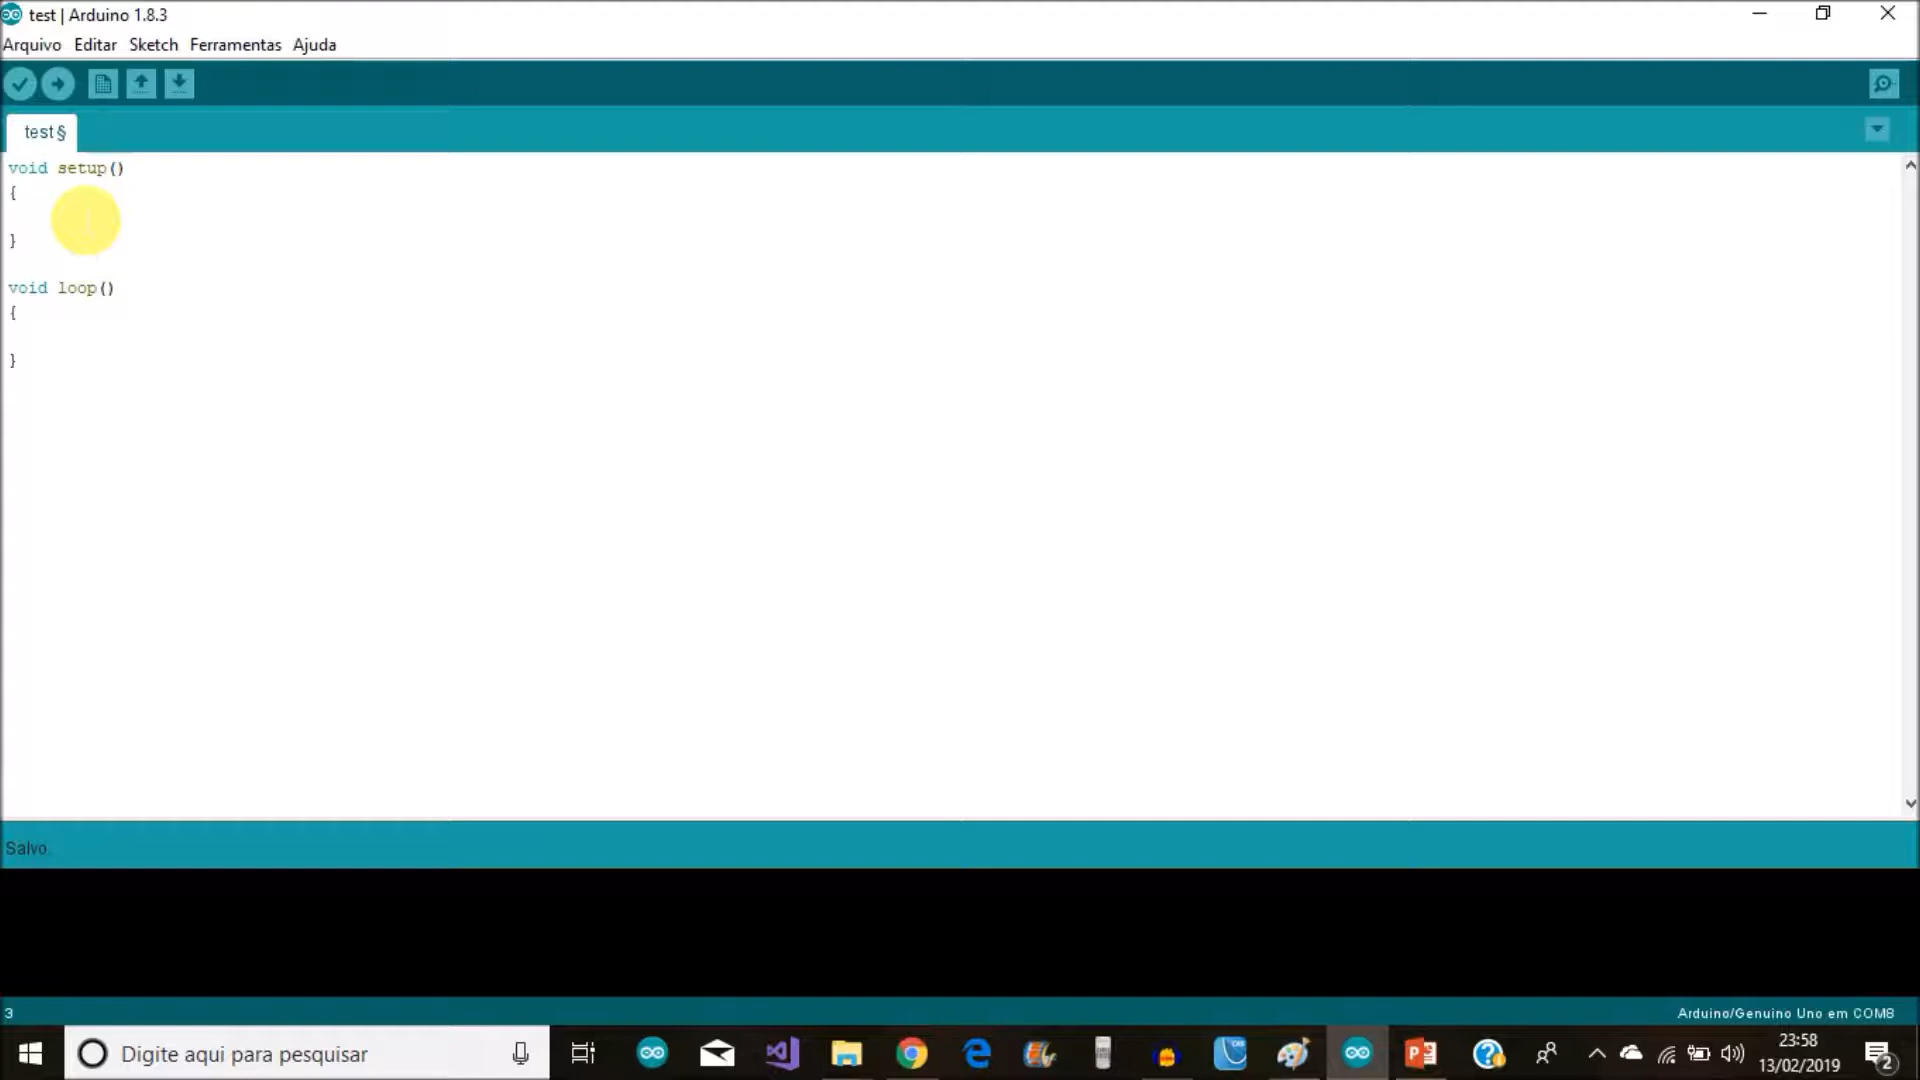 test | Arduino 1.8.3
Arquivo Editar Sketch Ferramentas Ajuda
test §
void setup()
{
}
void loop()
{
}
Salvo.
3
Arduino/Genuino Uno em COM8
Digite aqui para pesquisar
23:58
13/02/2019
2